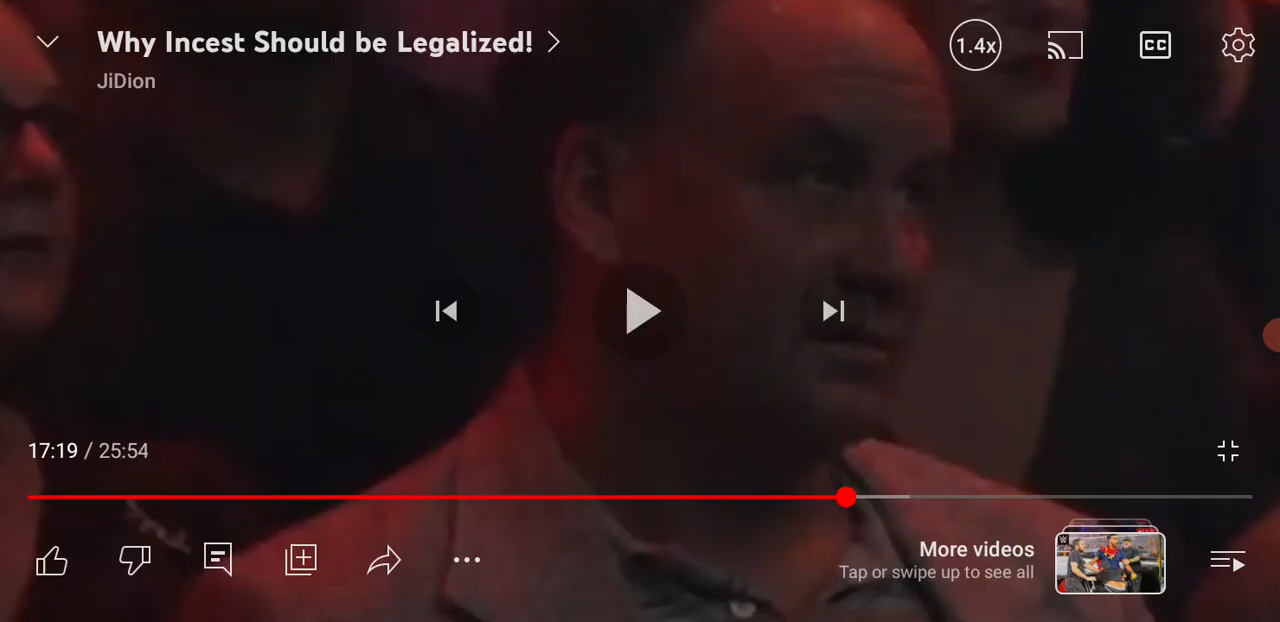 Why Incest Should be Legalized!
JiDion
1.4x
CC
17:19 / 25:54
More videos
Tap or swipe up to see all